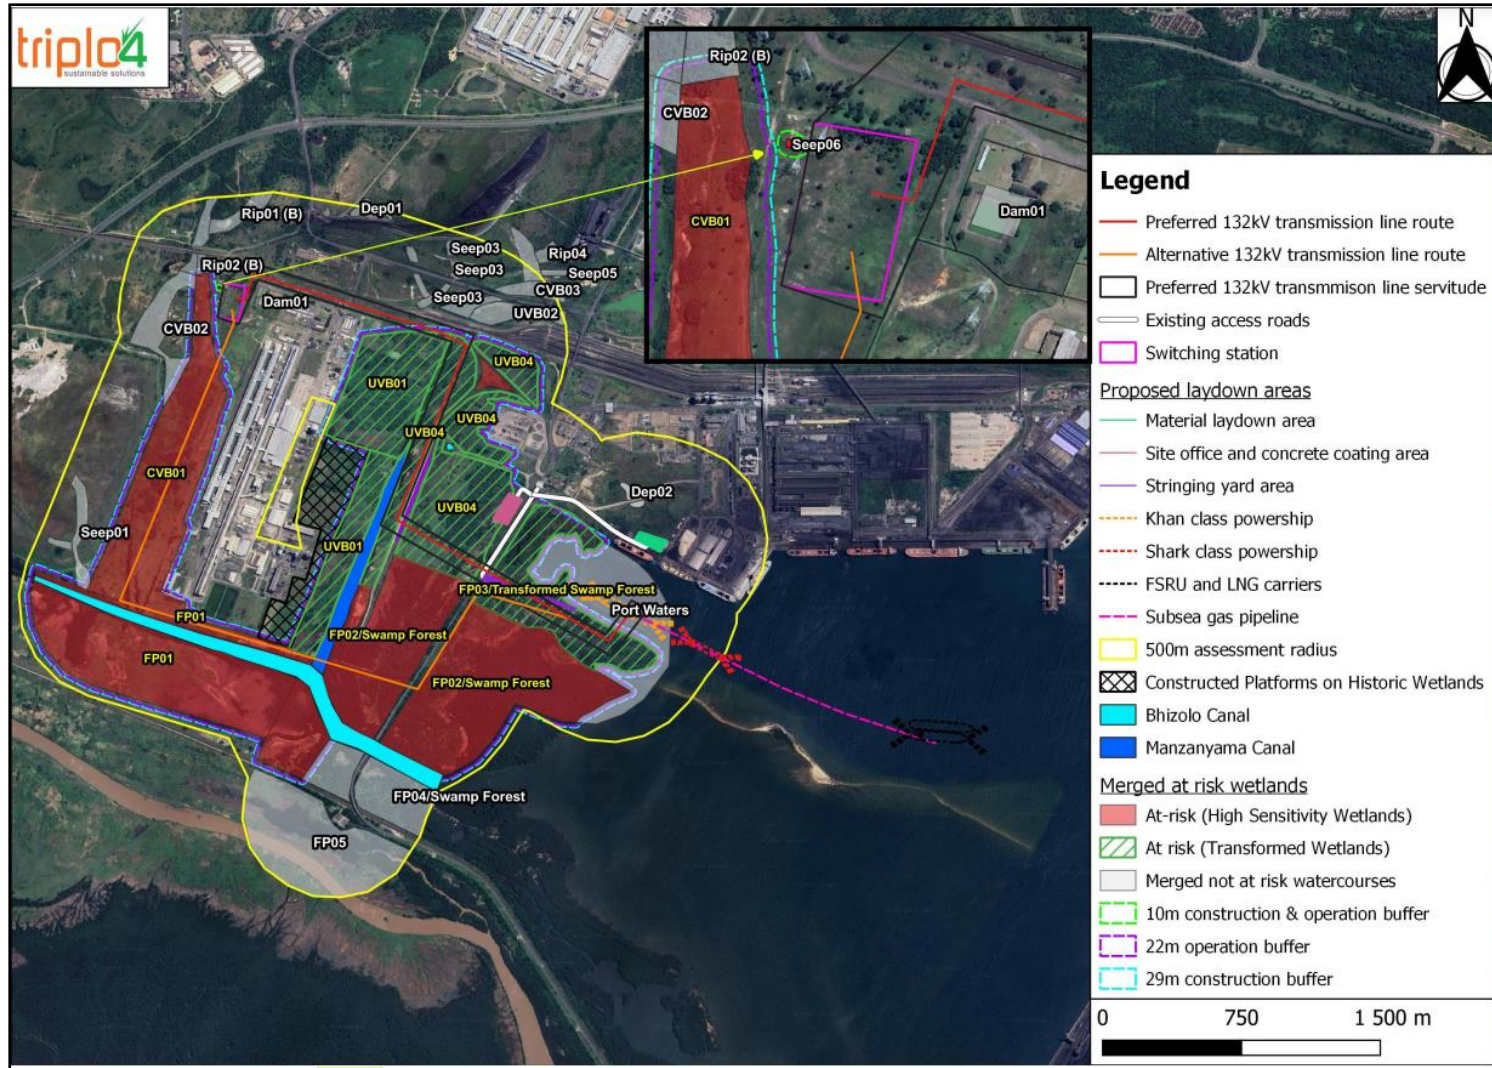 triplo4
sustainable solutions
N
Rip02 (B)
CVB02
Seep06
CVB01
Dam01
Rip01 (B)
Dep01
Seep03
Rip04
Seep03
Seep05
Rip02 (B)
CVB03
Seep03
Dam01
UVB02
CVB02
UVB04
UVB01
UVB04
UVB04
CVB01
Dep02
UVB04
Seep01
UVB01
FP03/Transformed Swamp Forest
Port Waters
FP01
FP02/Swamp Forest
FP01
FP02/Swamp Forest
FP04/Swamp Forest
FP05
Legend
Preferred 132kV transmission line route
Alternative 132kV transmission line route
Preferred 132kV transmmison line servitude
Existing access roads
Switching station
Proposed laydown areas
Material laydown area
Site office and concrete coating area
Stringing yard area
Khan class powership
Shark class powership
FSRU and LNG carriers
Subsea gas pipeline
500m assessment radius
Constructed Platforms on Historic Wetlands
Bhizolo Canal
Manzanyama Canal
Merged at risk wetlands
At-risk (High Sensitivity Wetlands)
At risk (Transformed Wetlands)
Merged not at risk watercourses
10m construction & operation buffer
22m operation buffer
29m construction buffer
0 750 1 500 m